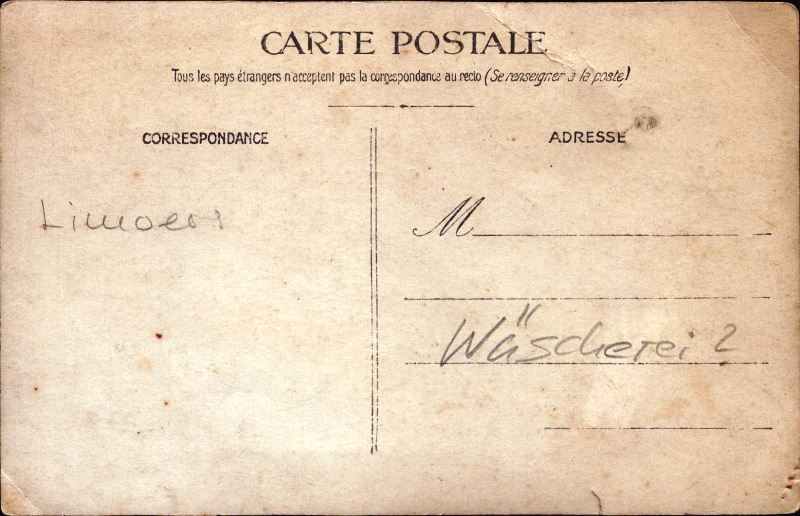 CARTE POSTALE
Tous les pays étrangers n'acceptent pas la correspondance au recto (Se renseigner à la poste)
CORRESPONDANCE
ADRESSE
M
Wäscherei?